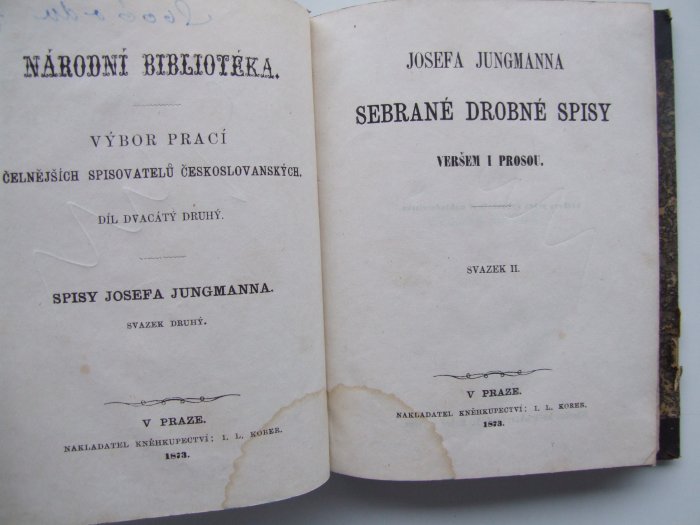 NÁRODNÍ BIBLIOTÉKA.
VÝBOR PRACÍ
ČELNĚJŠÍCH SPISOVATELŮ ČESKOSLOVANSKÝCH.
DÍL DVACÁTÝ DRUHÝ.
SPISY JOSEFA JUNGMANNA.
SVAZEK DRUHÝ.
V PRAZE.
NAKLADATEL KNĚHKUPECTVÍ: I. L. KOBER.
1873.
JOSEFA JUNGMANNA
SEBRANÉ DROBNÉ SPISY
VERŠEM I PROSOU.
SVAZEK II.
V PRAZE.
NAKLADATEL KNĚHKUPECTVÍ: I. L. KOBER.
1873.